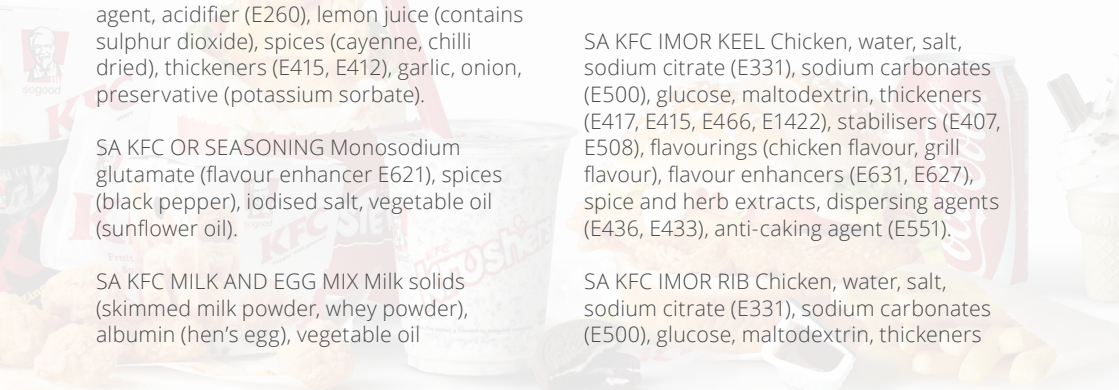 agent, acidifier (E260), lemon juice (contains
sulphur dioxide), spices (cayenne, chilli
dried), thickeners (E415, E412), garlic, onion,
preservative (potassium sorbate).
SA KFC OR SEASONING Monosodium
glutamate (flavour enhancer E621), spices
(black pepper), iodised salt, vegetable oil
(sunflower oil).
SA KFC MILK AND EGG MIX Milk solids
(skimmed milk powder, whey powder),
albumin (hen's egg), vegetable oil
SA KFC IMOR KEEL Chicken, water, salt,
sodium citrate (E331), sodium carbonates
(E500), glucose, maltodextrin, thickeners
(E417, E415, E466, E1422), stabilisers (E407,
E508), flavourings (chicken flavour, grill
flavour), flavour enhancers (E631, E627),
spice and herb extracts, dispersing agents
(E436, E433), anti-caking agent (E551).
SA KFC IMOR RIB Chicken, water, salt,
sodium citrate (E331), sodium carbonates
(E500), glucose, maltodextrin, thickeners
KFC
sogood
KFC
Krushers